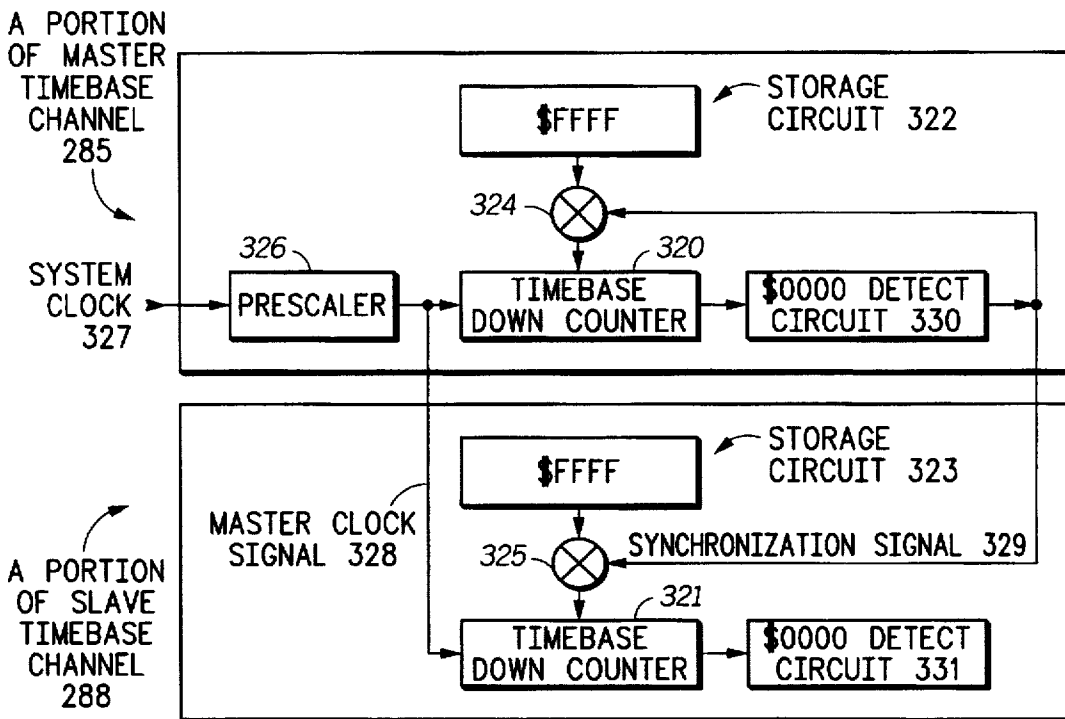 A PORTION
OF MASTER
TIMEBASE
CHANNEL
285
$FFFF
STORAGE
CIRCUIT 322
324
SYSTEM
CLOCK
327
326
PRESCALER
320
TIMEBASE
DOWN COUNTER
$0000 DETECT
CIRCUIT 330
$FFFF
STORAGE
CIRCUIT 323
MASTER CLOCK
SIGNAL 328
325
SYNCHRONIZATION SIGNAL 329
A PORTION
OF SLAVE
TIMEBASE
CHANNEL
288
321
TIMEBASE
DOWN COUNTER
$0000 DETECT
CIRCUIT 331